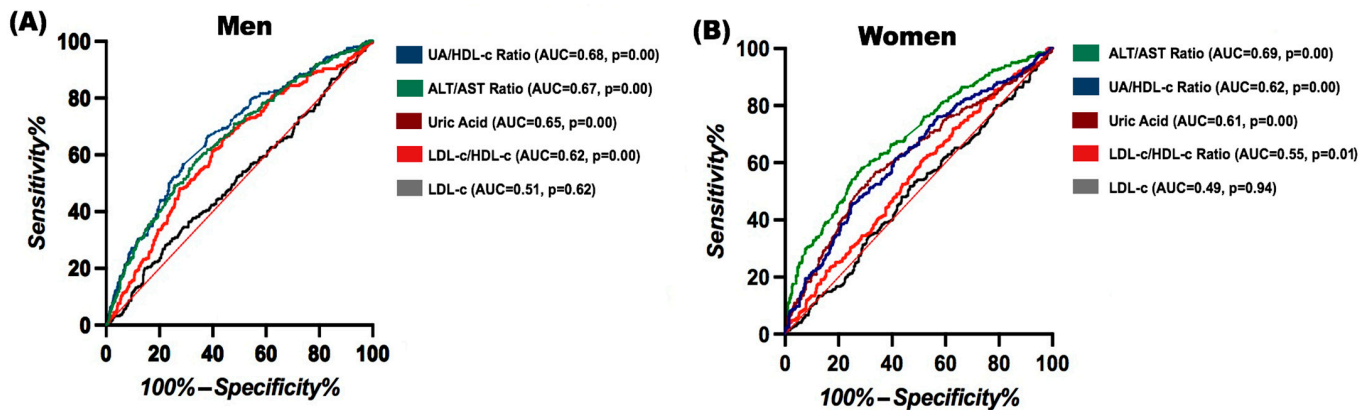 (A)
Men
Sensitivity%
100
80
60
40
20
0
0 20 40 60 80 100
100%–Specificity%
UA/HDL-c Ratio (AUC=0.68, p=0.00)
ALT/AST Ratio (AUC=0.67, p=0.00)
Uric Acid (AUC=0.65, p=0.00)
LDL-c/HDL-c (AUC=0.62, p=0.00)
LDL-c (AUC=0.51, p=0.62)
(B)
Women
Sensitivity%
100
80
60
40
20
0
0 20 40 60 80 100
100%–Specificity%
ALT/AST Ratio (AUC=0.69, p=0.00)
UA/HDL-c Ratio (AUC=0.62, p=0.00)
Uric Acid (AUC=0.61, p=0.00)
LDL-c/HDL-c Ratio (AUC=0.55, p=0.01)
LDL-c (AUC=0.49, p=0.94)